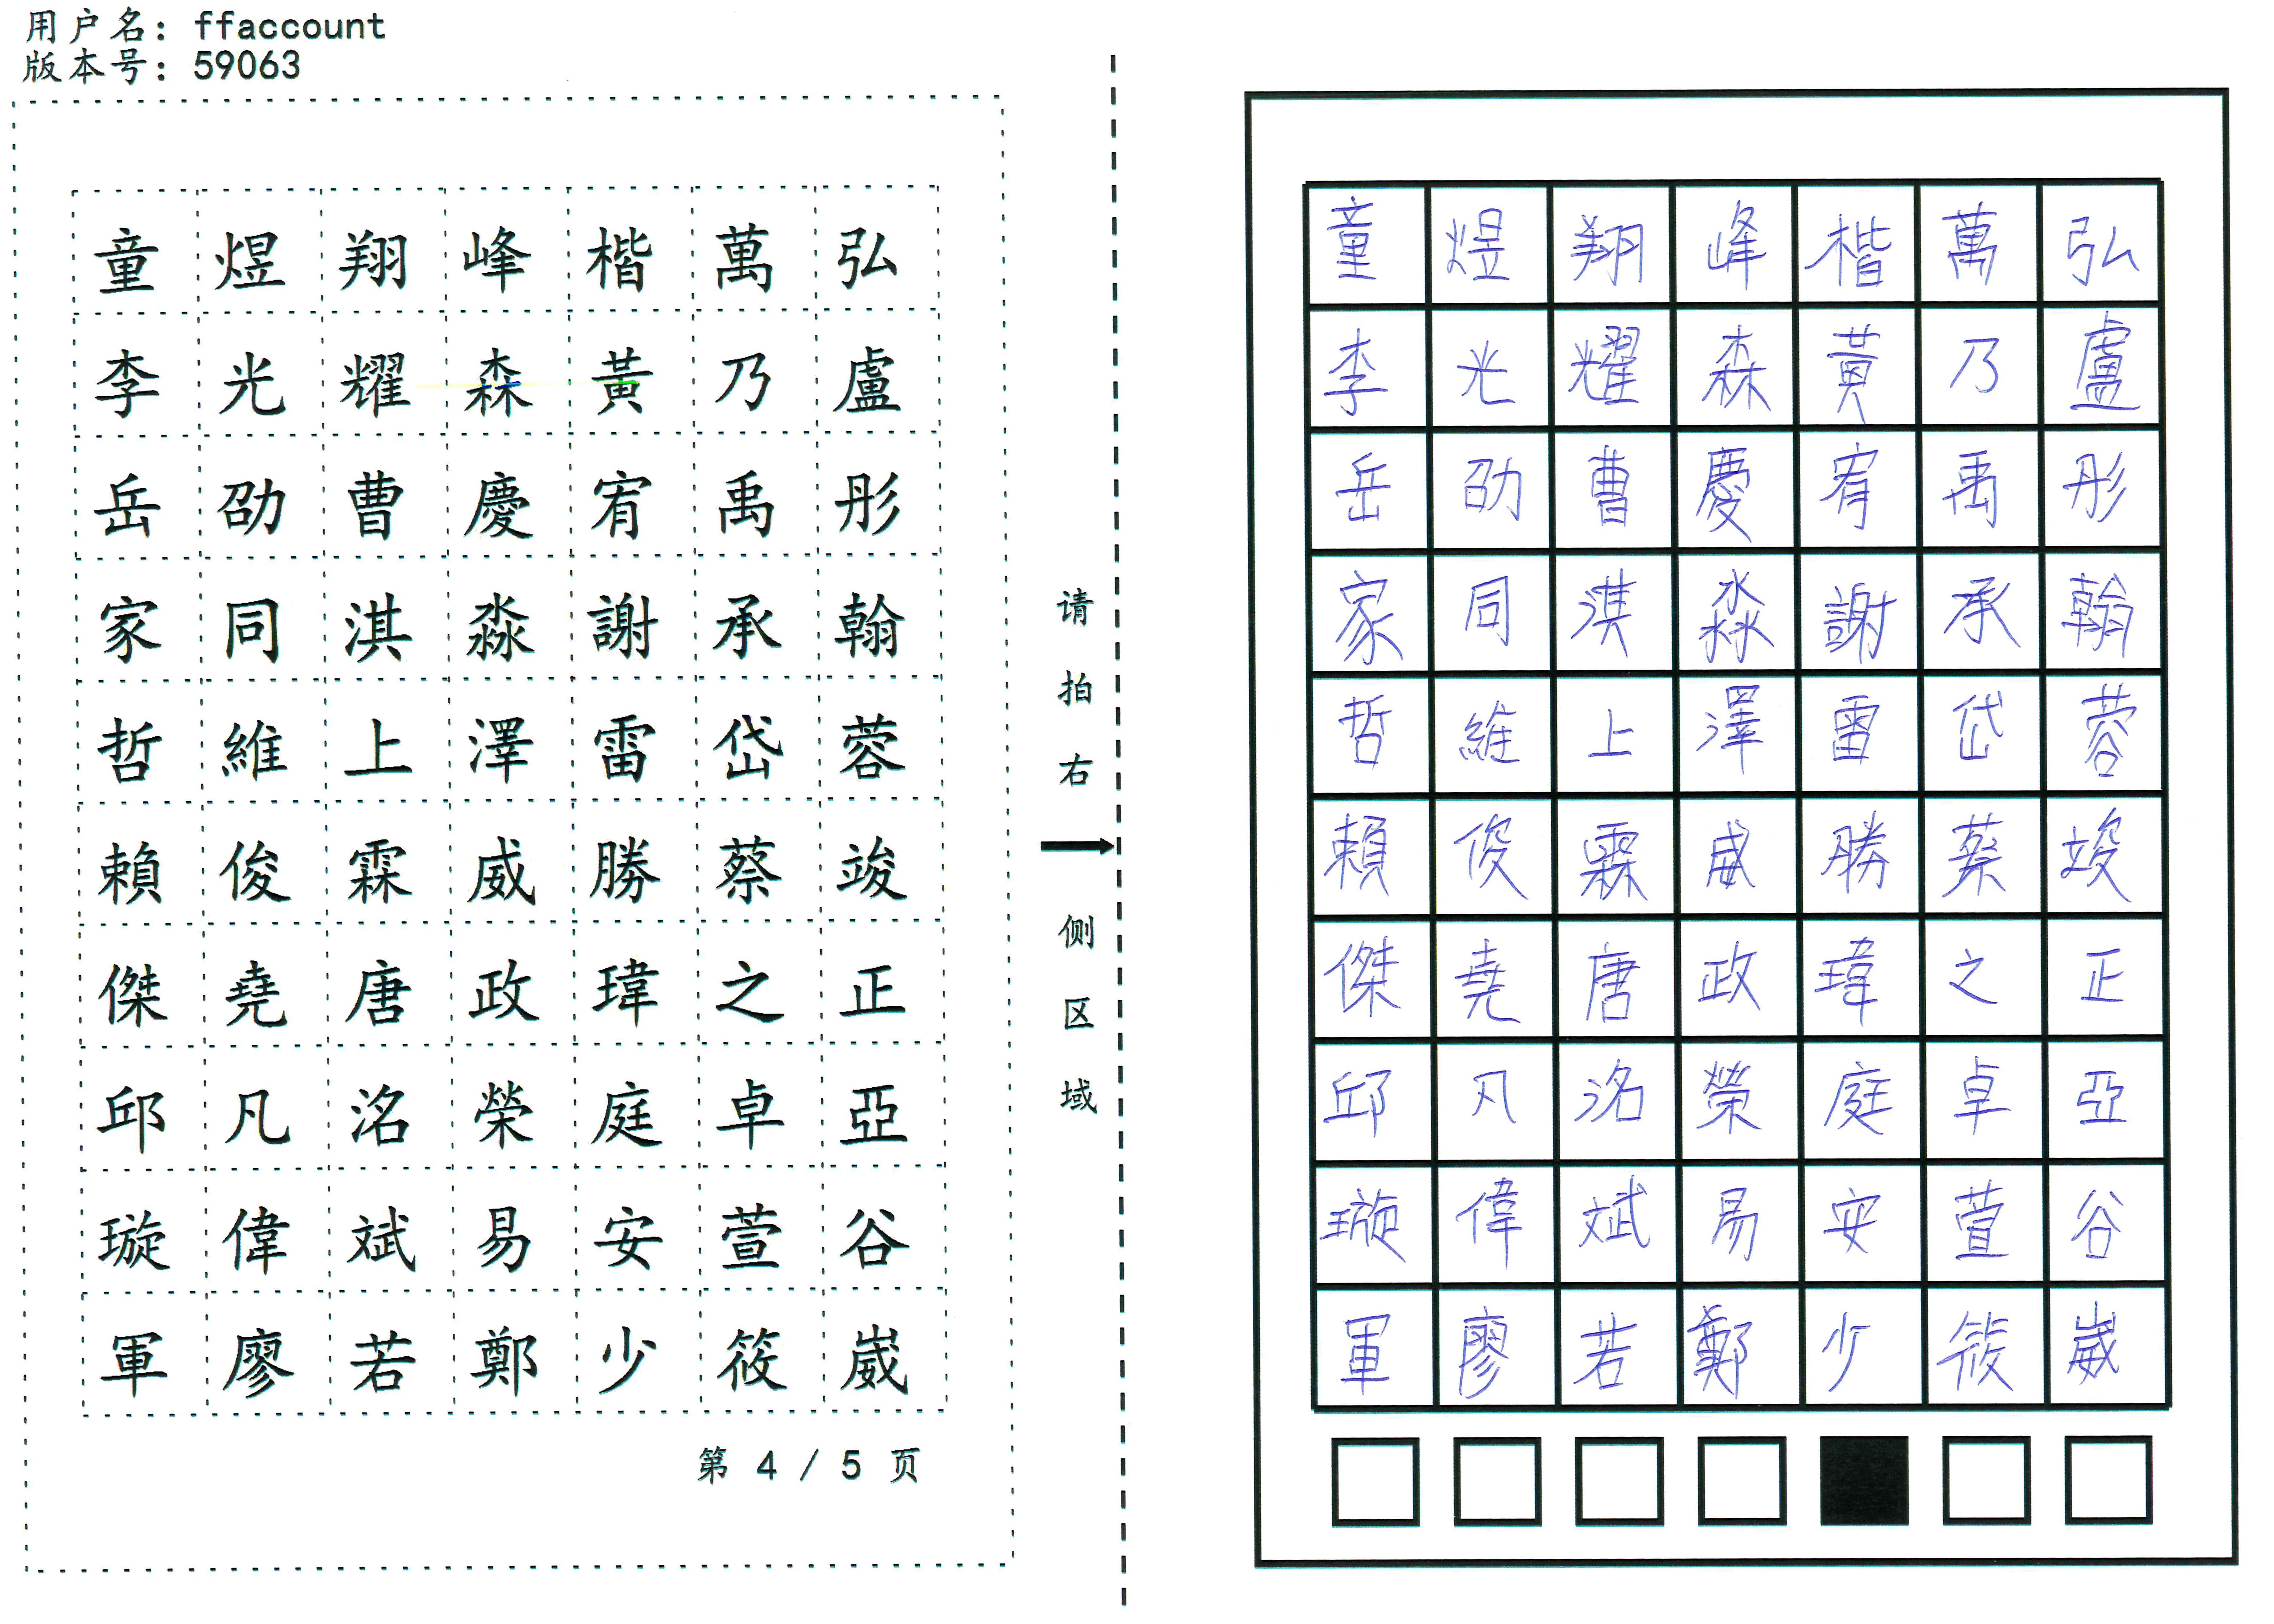 用户名：ffaccount
版本号：59063
童煜翔峰楷萬弘
李光耀森黃乃盧
岳劭曹慶宥禹彤
家同淇淼謝承翰
哲維上澤雷岱蓉
賴俊霖威勝蔡竣
傑堯唐政瑋之正
邱凡洺榮庭卓亞
璇偉斌易安萱谷
軍廖若鄭少筱崴
第 4 / 5 页
请拍右侧区域
童煜翔峰楷萬弘
李光耀森黃乃盧
岳劭曹慶宥禹彤
家同淇淼謝承翰
哲維上澤雷岱蓉
賴俊霖威勝蔡竣
傑堯唐政瑋之正
邱凡洺榮庭卓亞
璇偉斌易安萱谷
軍廖若鄭少筱崴